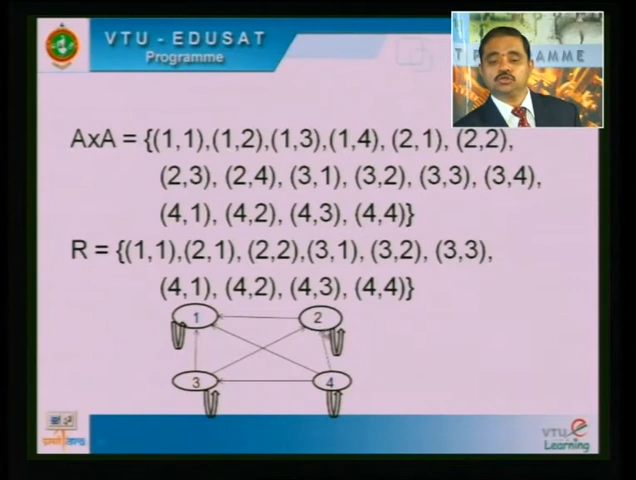 VTU - EDUSAT
Programme
T PROGRAMME
AxA = {(1,1),(1,2),(1,3),(1,4), (2,1), (2,2),
(2,3), (2,4), (3,1), (3,2), (3,3), (3,4),
(4,1), (4,2), (4,3), (4,4)}
R = {(1,1),(2,1), (2,2),(3,1), (3,2), (3,3),
(4,1), (4,2), (4,3), (4,4)}
1 2
3 4
VTU e
Learning